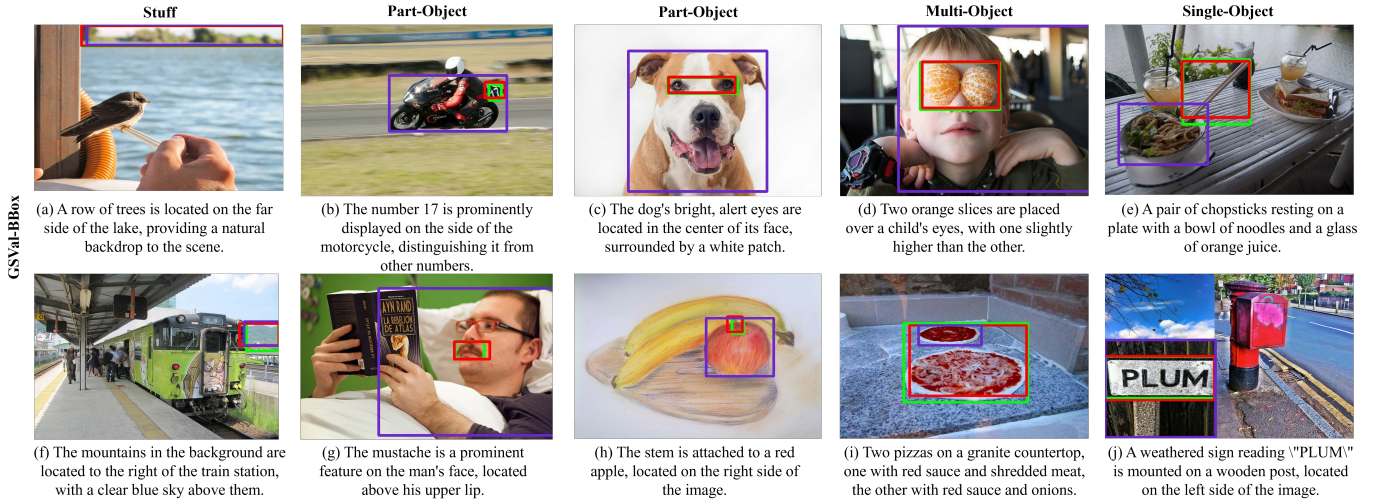 Stuff
Part-Object
Part-Object
Multi-Object
Single-Object
GSVal-BBox
(a) A row of trees is located on the far
side of the lake, providing a natural
backdrop to the scene.
17
(b) The number 17 is prominently
displayed on the side of the
motorcycle, distinguishing it from
other numbers.
(c) The dog's bright, alert eyes are
located in the center of its face,
surrounded by a white patch.
(d) Two orange slices are placed
over a child's eyes, with one slightly
higher than the other.
(e) A pair of chopsticks resting on a
plate with a bowl of noodles and a glass
of orange juice.
(f) The mountains in the background are
located to the right of the train station,
with a clear blue sky above them.
AYN RAND
LA REBELIÓN
DE ATLAS
(g) The mustache is a prominent
feature on the man's face, located
above his upper lip.
(h) The stem is attached to a red
apple, located on the right side of
the image.
(i) Two pizzas on a granite countertop,
one with red sauce and shredded meat,
the other with red sauce and onions.
PLUM
(j) A weathered sign reading \"PLUM\"
is mounted on a wooden post, located
on the left side of the image.